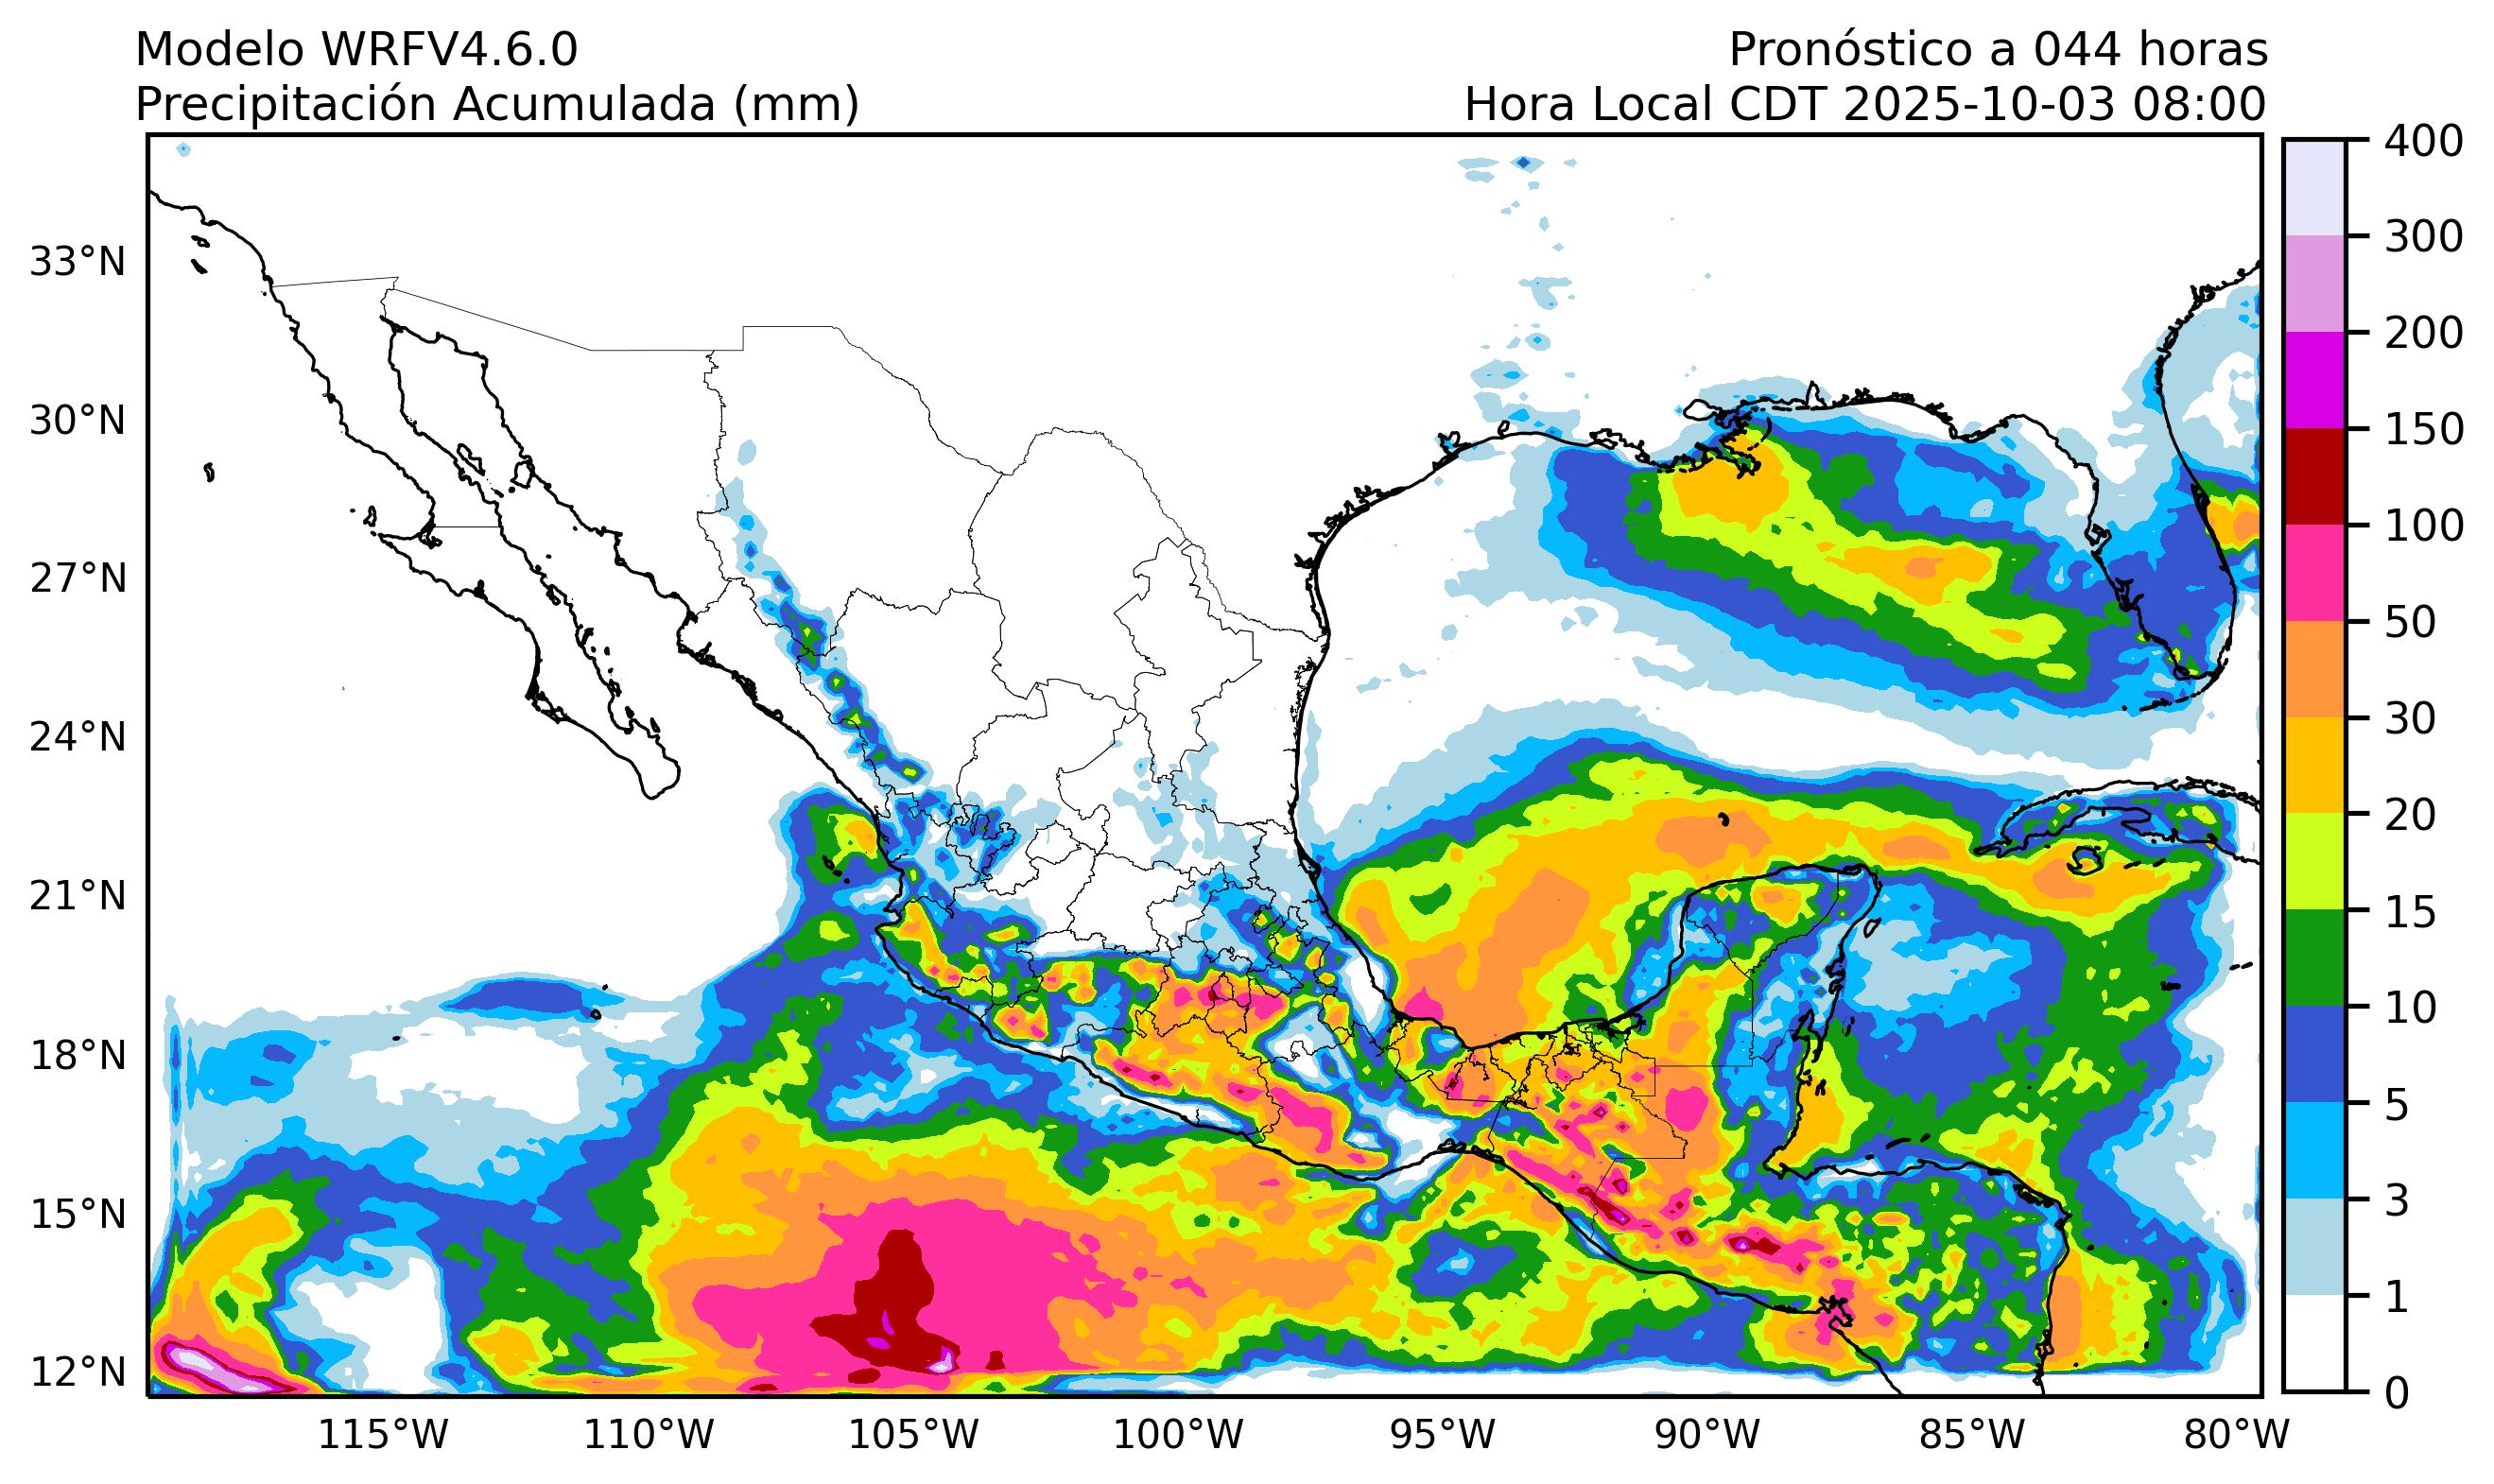 Modelo WRFV4.6.0
Pronóstico a 044 horas
Precipitación Acumulada (mm)
Hora Local CDT 2025-10-03 08:00
33°N
30°N
27°N
24°N
21°N
18°N
15°N
12°N
115°W
110°W
105°W
100°W
95°W
90°W
85°W
80°W
400
300
200
150
100
50
30
20
15
10
5
3
1
0